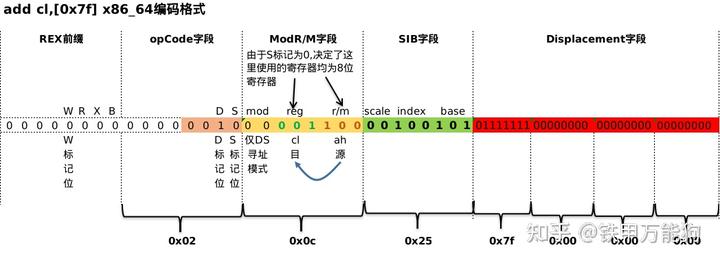 add cl,[0x7f] x86_64编码格式
REX前缀 opCode字段 ModR/M字段 SIB字段 Displacement字段
由于S标记为0,决定了这
里使用的寄存器均为8位
寄存器
W R X B D S mod reg r/m scale index base
0 0 0 0 0 0 0 0 0 0 0 0 0 0 1 0 0 0 0 0 1 1 0 0 0 0 1 0 0 1 0 1 01111111 00000000 00000000 00000000
W标记位
D标记位
S标记位
仅DS寻址模式
cl
目
ah
源
0x02 0x0c 0x25 0x7f 0x00 0x00 0x00
知乎 @铁甲万能狗